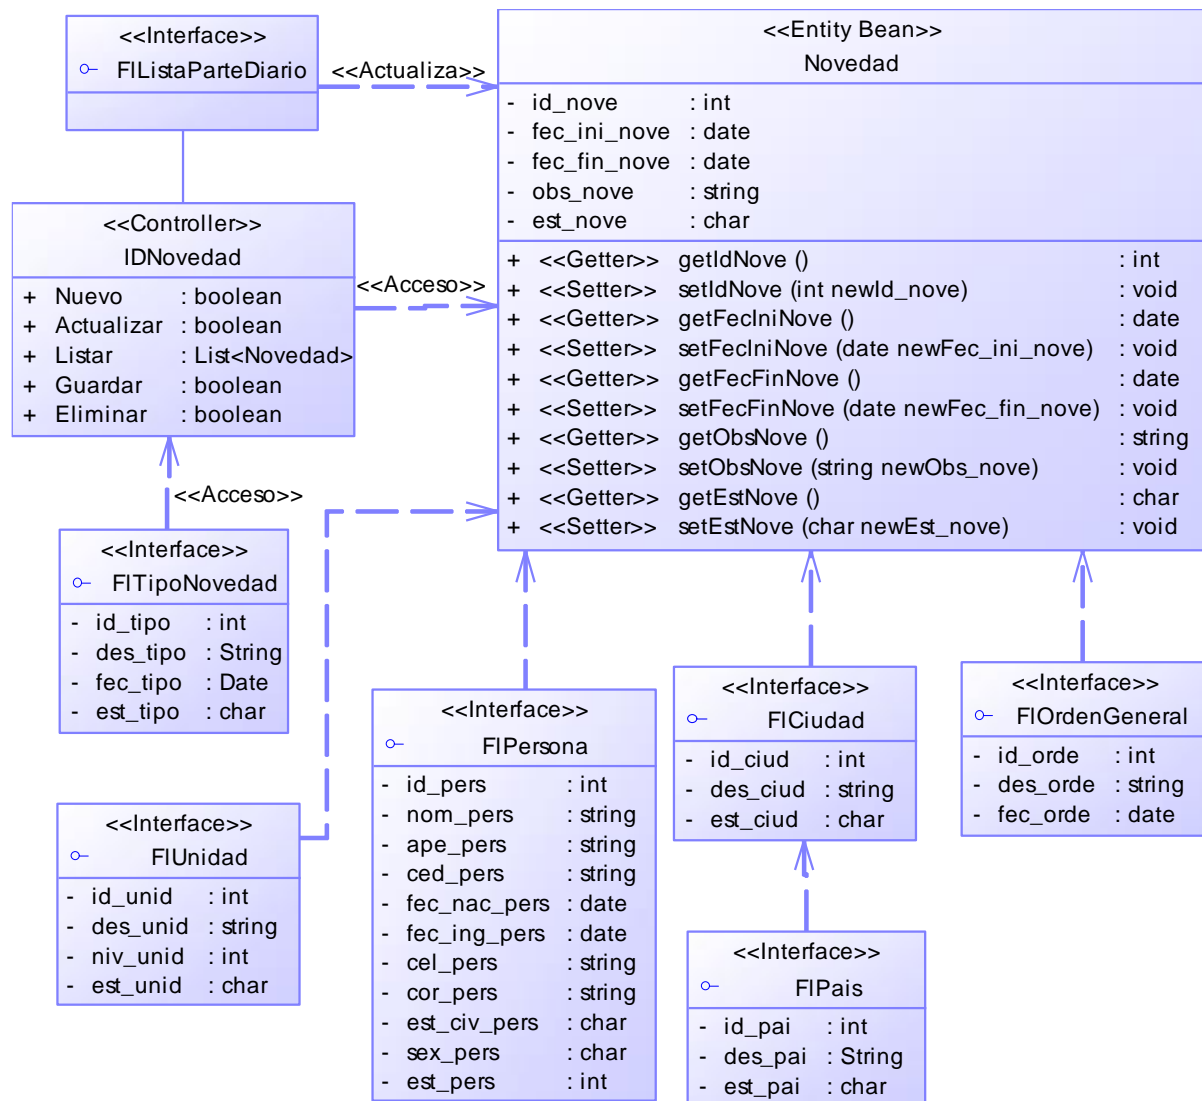 <<Interface>>
FIListaParteDiario
<<Actualiza>>
<<Entity Bean>>
Novedad
- id_nove : int
- fec_ini_nove : date
- fec_fin_nove : date
- obs_nove : string
- est_nove : char
+ <<Getter>> getIdNove () : int
+ <<Setter>> setIdNove (int newId_nove) : void
+ <<Getter>> getFecIniNove () : date
+ <<Setter>> setFecIniNove (date newFec_ini_nove) : void
+ <<Getter>> getFecFinNove () : date
+ <<Setter>> setFecFinNove (date newFec_fin_nove) : void
+ <<Getter>> getObsNove () : string
+ <<Setter>> setObsNove (string newObs_nove) : void
+ <<Getter>> getEstNove () : char
+ <<Setter>> setEstNove (char newEst_nove) : void
<<Controller>>
IDNovedad
+ Nuevo : boolean
+ Actualizar : boolean
+ Listar : List<Novedad>
+ Guardar : boolean
+ Eliminar : boolean
<<Acceso>>
<<Acceso>>
<<Interface>>
FITipoNovedad
- id_tipo : int
- des_tipo : String
- fec_tipo : Date
- est_tipo : char
<<Interface>>
FIUnidad
- id_unid : int
- des_unid : string
- niv_unid : int
- est_unid : char
<<Interface>>
FIPersona
- id_pers : int
- nom_pers : string
- ape_pers : string
- ced_pers : string
- fec_nac_pers : date
- fec_ing_pers : date
- cel_pers : string
- cor_pers : string
- est_civ_pers : char
- sex_pers : char
- est_pers : int
<<Interface>>
FICiudad
- id_ciud : int
- des_ciud : string
- est_ciud : char
<<Interface>>
FIOrdenGeneral
- id_orde : int
- des_orde : string
- fec_orde : date
<<Interface>>
FIPais
- id_pai : int
- des_pai : String
- est_pai : char